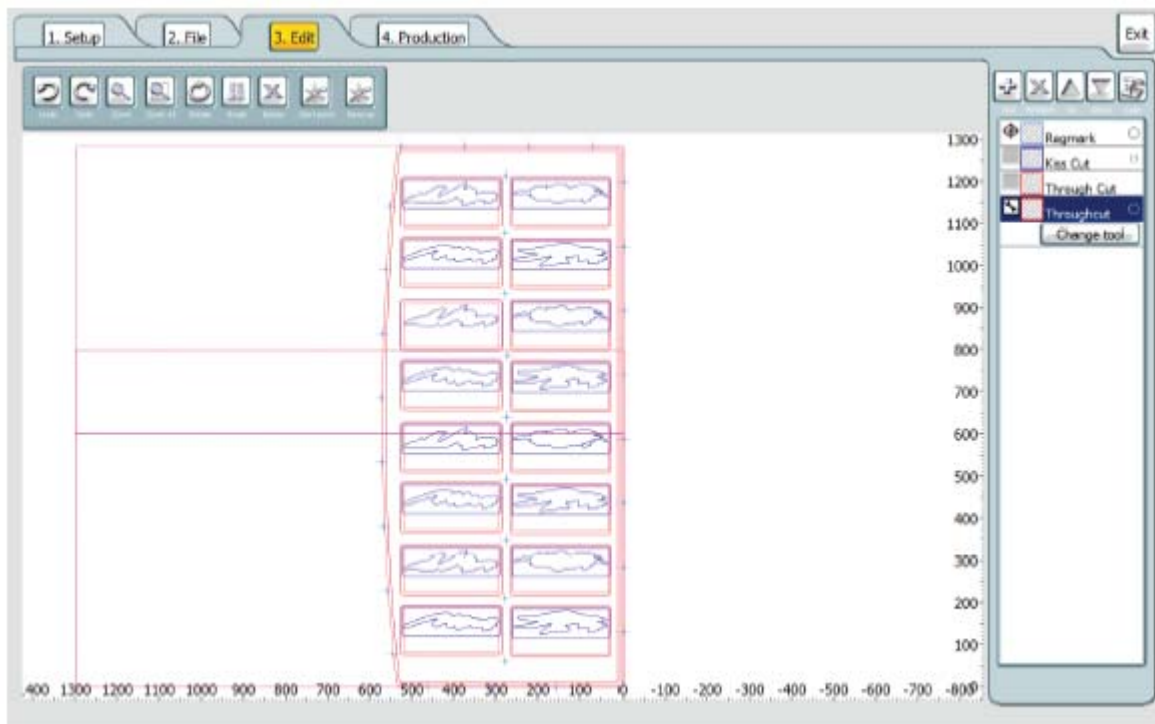 1. Setup
2. File
3. Edit
4. Production
Exit
Regmark
Kiss Cut
Through Cut
Throughcut
Change tool
1300
1200
1100
1000
900
800
700
600
500
400
300
200
100
0
400 1300 1200 1100 1000 900 800 700 600 500 400 300 200 100 0 -100 -200 -300 -400 -500 -600 -700 -800